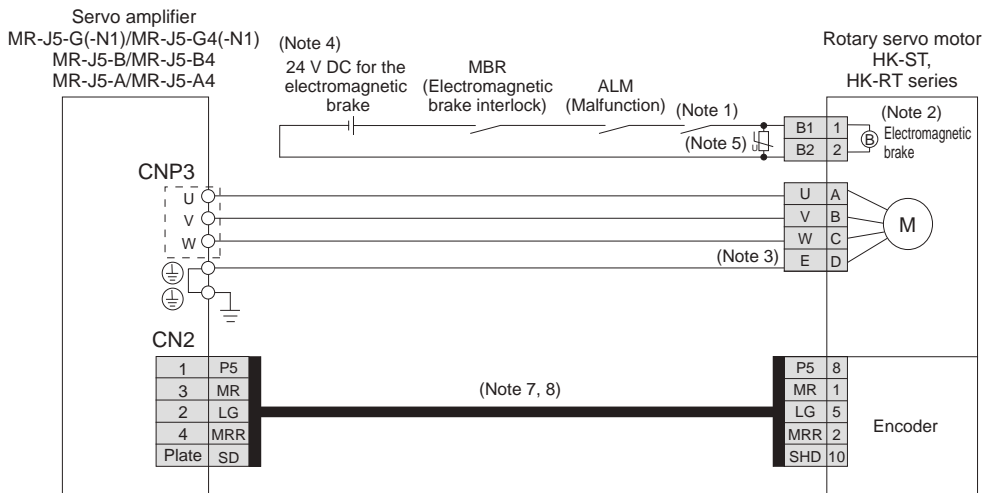 Servo amplifier
MR-J5-G(-N1)/MR-J5-G4(-N1)
MR-J5-B/MR-J5-B4
MR-J5-A/MR-J5-A4
(Note 4)
24 V DC for the
electromagnetic
brake
MBR
(Electromagnetic
brake interlock)
ALM
(Malfunction)
(Note 1)
(Note 5)
U
Rotary servo motor
HK-ST,
HK-RT series
B1 1
B2 2
(Note 2)
B
Electromagnetic
brake
CNP3
U
V
W
U A
V B
W C
(Note 3)
E D
M
CN2
1 P5
3 MR
2 LG
4 MRR
Plate SD
(Note 7, 8)
P5 8
MR 1
LG 5
MRR 2
SHD 10
Encoder